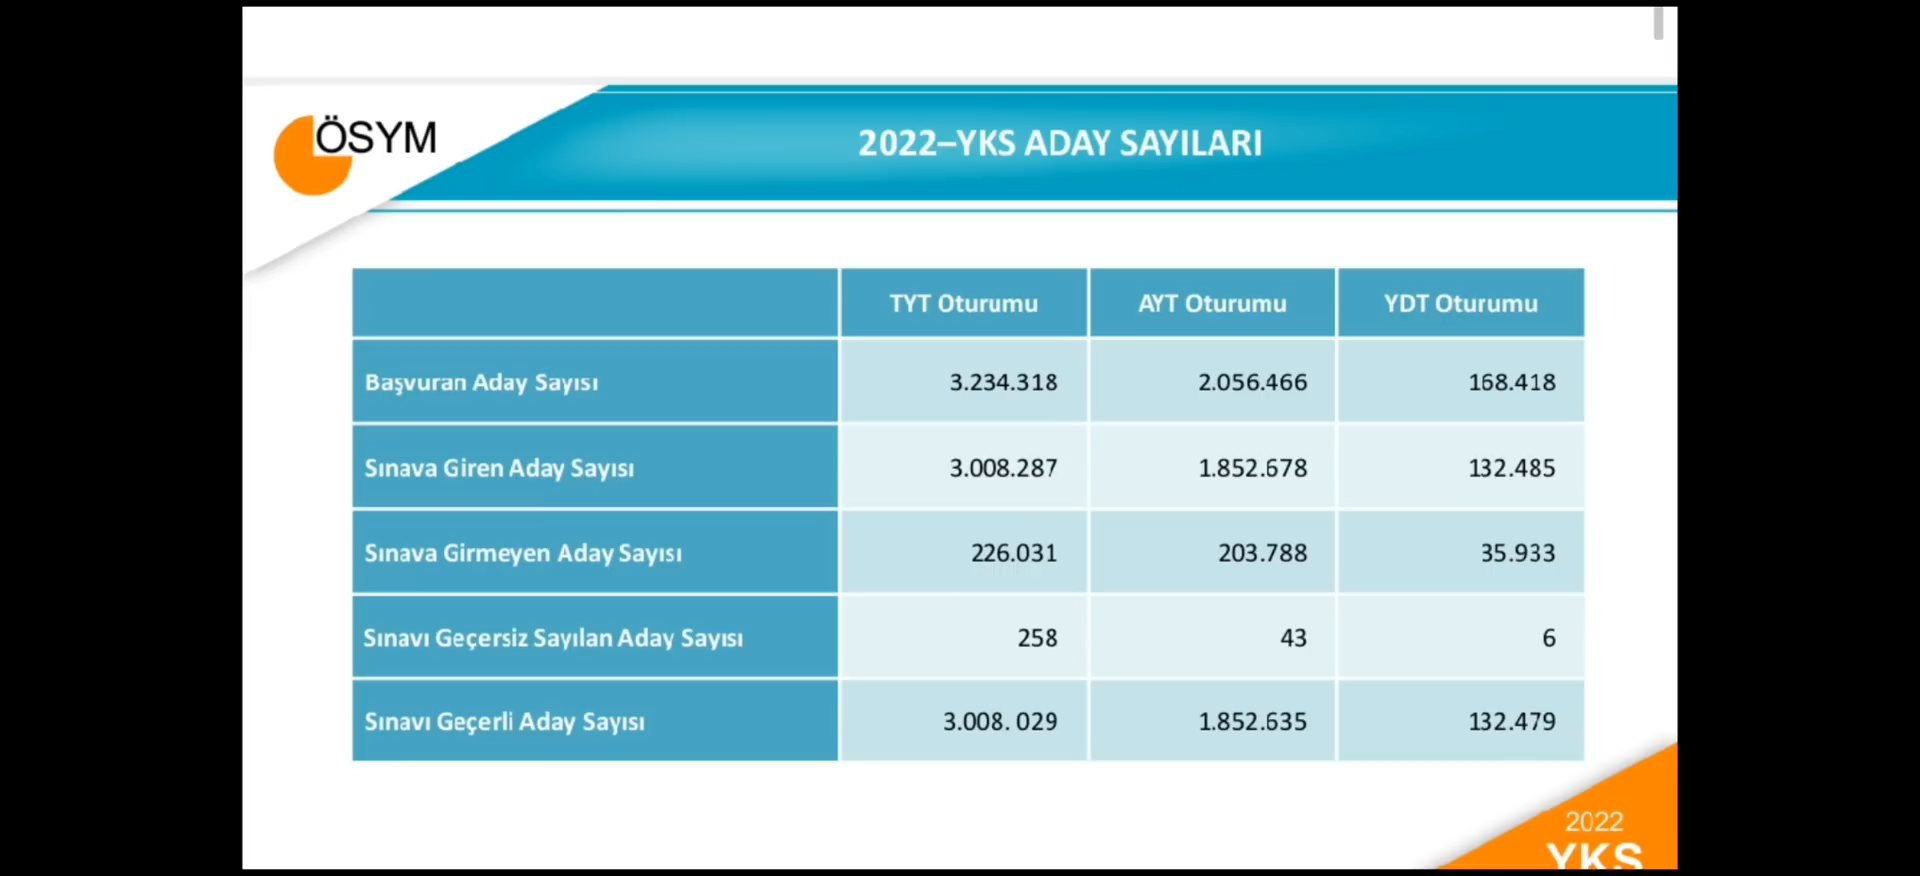 ÖSYM
2022–YKS ADAY SAYILARI
TYT Oturumu AYT Oturumu YDT Oturumu
Başvuran Aday Sayısı 3.234.318 2.056.466 168.418
Sınava Giren Aday Sayısı 3.008.287 1.852.678 132.485
Sınava Girmeyen Aday Sayısı 226.031 203.788 35.933
Sınavı Geçersiz Sayılan Aday Sayısı 258 43 6
Sınavı Geçerli Aday Sayısı 3.008. 029 1.852.635 132.479
2022
YKS